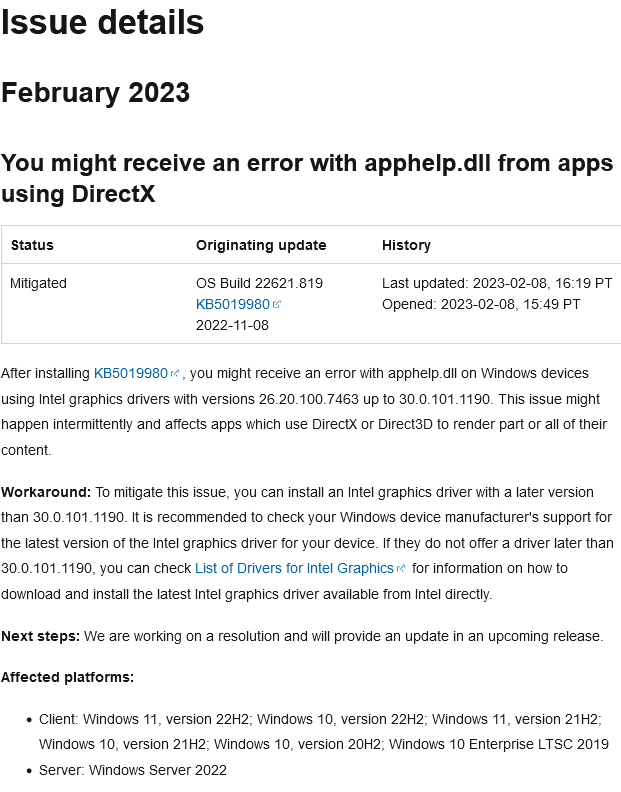 Issue details
February 2023
You might receive an error with apphelp.dll from apps
using DirectX
Status Originating update History
Mitigated OS Build 22621.819 Last updated: 2023-02-08, 16:19 PT
KB5019980 Opened: 2023-02-08, 15:49 PT
2022-11-08
After installing KB5019980 , you might receive an error with apphelp.dll on Windows devices
using Intel graphics drivers with versions 26.20.100.7463 up to 30.0.101.1190. This issue might
happen intermittently and affects apps which use DirectX or Direct3D to render part or all of their
content.
Workaround: To mitigate this issue, you can install an Intel graphics driver with a later version
than 30.0.101.1190. It is recommended to check your Windows device manufacturer's support for
the latest version of the Intel graphics driver for your device. If they do not offer a driver later than
30.0.101.1190, you can check List of Drivers for Intel Graphics for information on how to
download and install the latest Intel graphics driver available from Intel directly.
Next steps: We are working on a resolution and will provide an update in an upcoming release.
Affected platforms:
• Client: Windows 11, version 22H2; Windows 10, version 22H2; Windows 11, version 21H2;
Windows 10, version 21H2; Windows 10, version 20H2; Windows 10 Enterprise LTSC 2019
• Server: Windows Server 2022